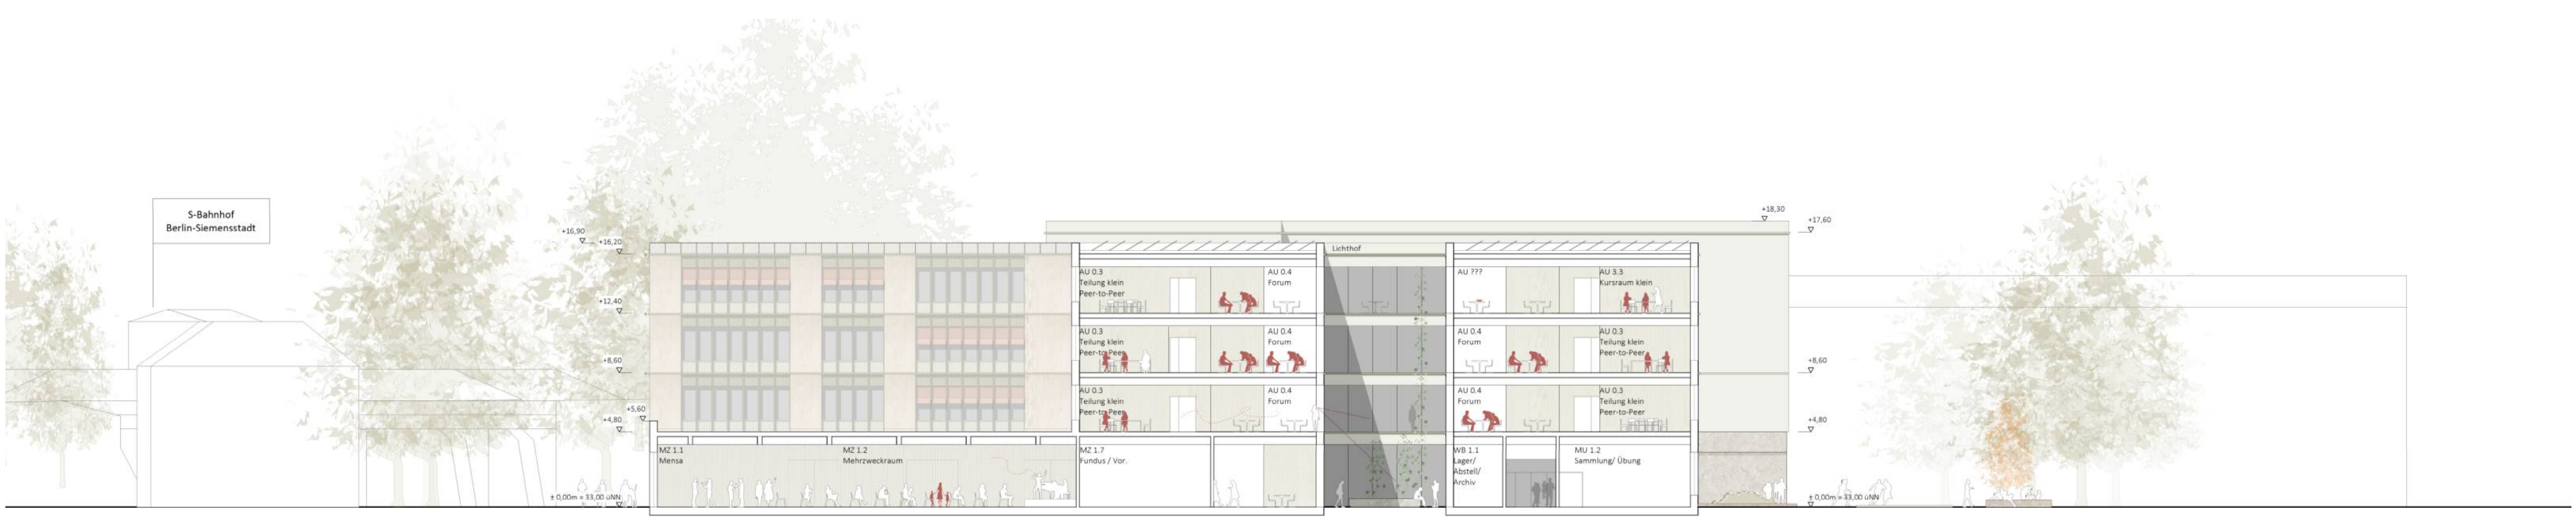 S-Bahnhof
Berlin-Siemensstadt
+16,90
+16,20
+12,40
+8,60
+5,60
+4,80
± 0,00m = 33,00 üNN
MZ 1.1
Mensa
MZ 1.2
Mehrzweckraum
AU 0.3
Teilung klein
Peer-to-Peer
AU 0.4
Forum
AU 0.3
Teilung klein
Peer-to-Peer
AU 0.4
Forum
AU 0.3
Teilung klein
Peer-to-Peer
AU 0.4
Forum
MZ 1.7
Fundus / Vor.
Lichthof
AU ???
AU 3.3
Kursraum klein
AU 0.4
Forum
AU 0.3
Teilung klein
Peer-to-Peer
AU 0.4
Forum
AU 0.3
Teilung klein
Peer-to-Peer
WB 1.1
Lager/
Abstell/
Archiv
MU 1.2
Sammlung/ Übung
+18,30
+17,60
+8,60
+4,80
± 0,00m = 33,00 üNN